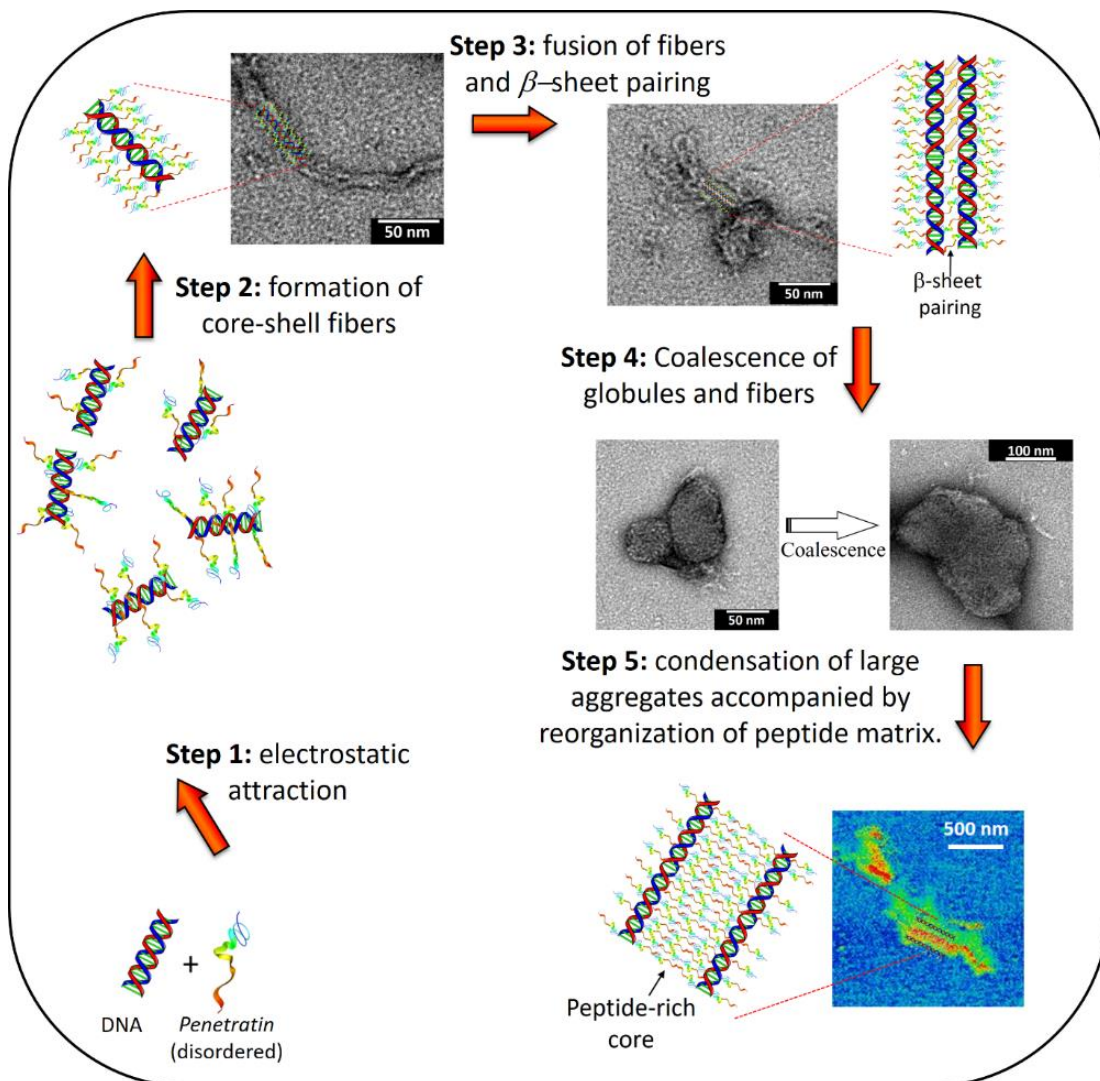 Step 1: electrostatic
attraction
DNA
+
Penetratin
(disordered)
Step 2: formation of
core-shell fibers
50 nm
Step 3: fusion of fibers
and β–sheet pairing
50 nm
β-sheet
pairing
Step 4: Coalescence of
globules and fibers
50 nm
Coalescence
100 nm
Step 5: condensation of large
aggregates accompanied by
reorganization of peptide matrix.
Peptide-rich
core
500 nm